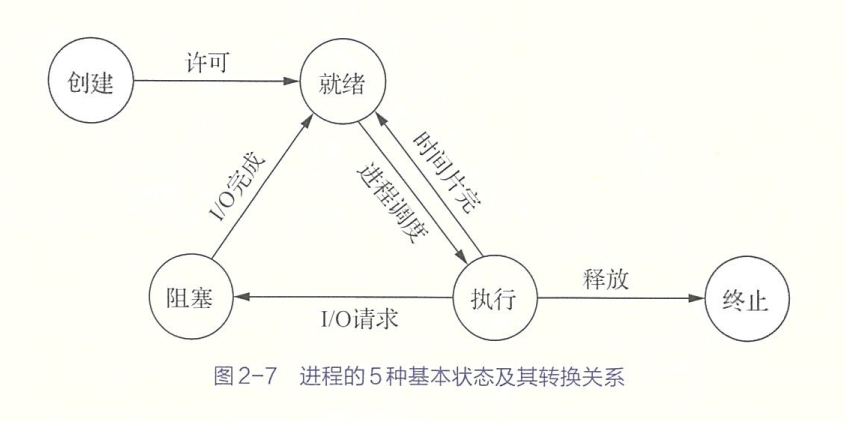 创建
许可
就绪
I/O完成
进程调度
时间片完
阻塞
I/O请求
执行
释放
终止
图2-7 进程的5种基本状态及其转换关系